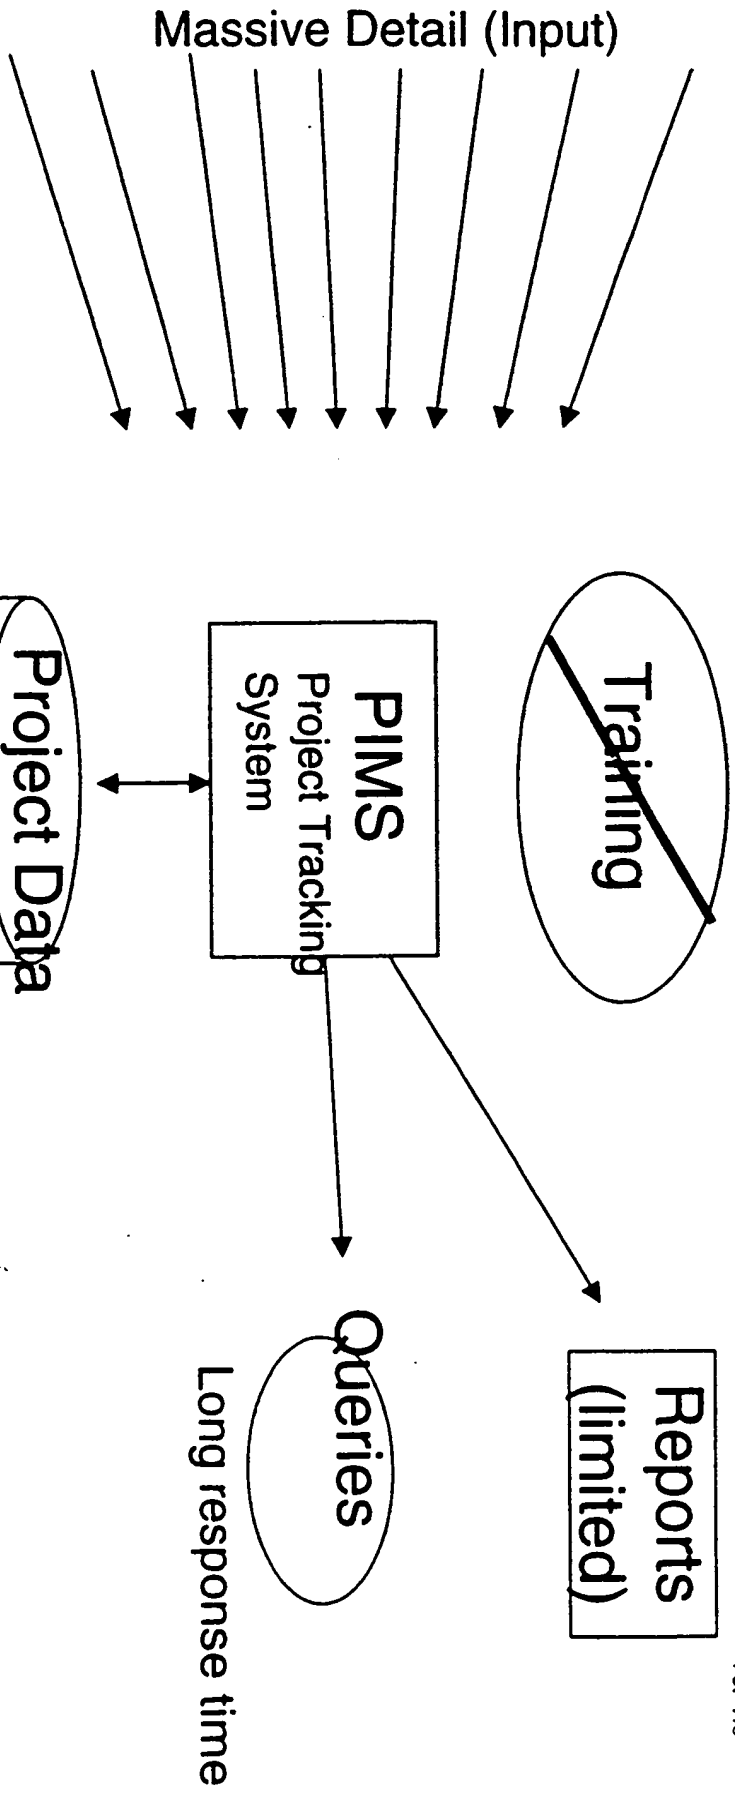 Massive Detail (Input)
Training
PIMS
Project Tracking
System
Project Data
Reports
(limited)
Queries
Long response time